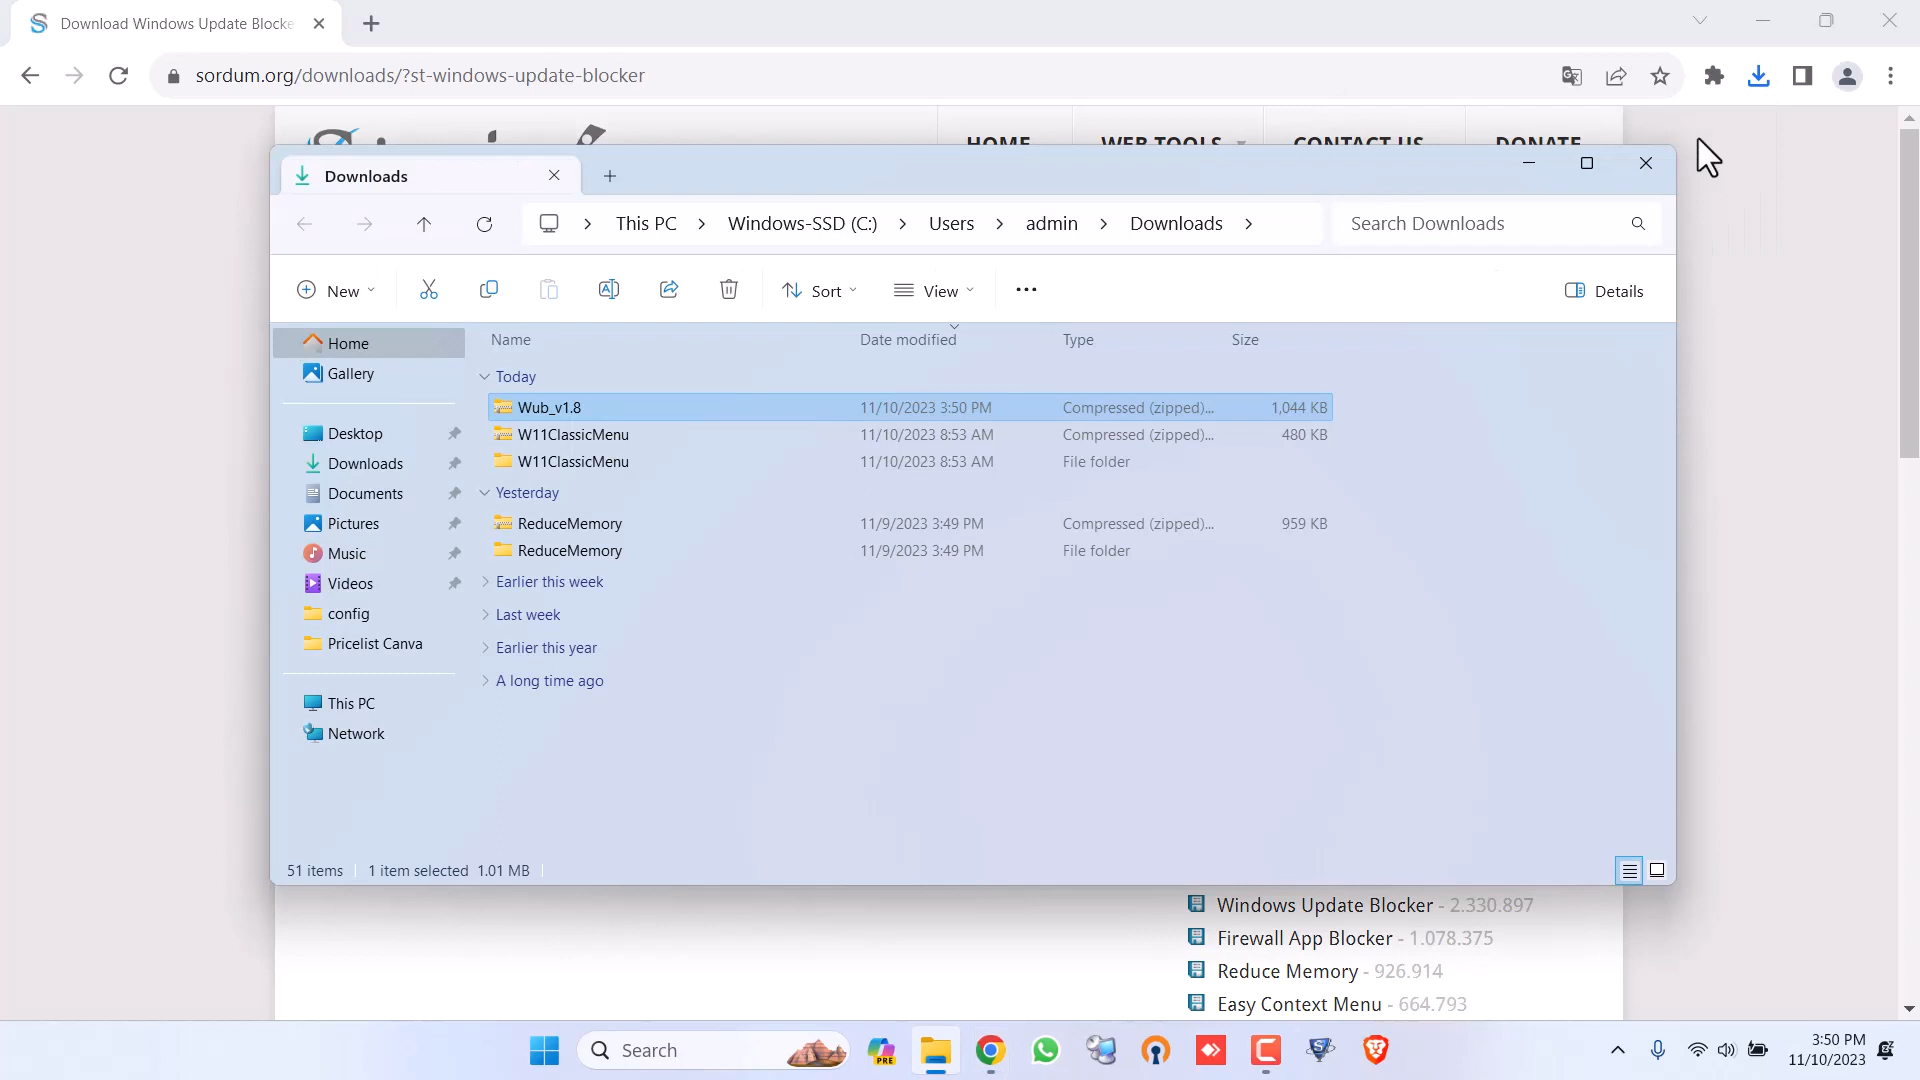 Download Windows Update Blocke
sordum.org/downloads/?st-windows-update-blocker
HOME WEB TOOLS CONTACT US DONATE
Downloads
This PC > Windows-SSD (C:) > Users > admin > Downloads >
Search Downloads
New Sort View ... Details
Home
Gallery
Desktop
Downloads
Documents
Pictures
Music
Videos
config
Pricelist Canva
This PC
Network
Name Date modified Type Size
Today
Wub_v1.8 11/10/2023 3:50 PM Compressed (zipped)... 1,044 KB
W11ClassicMenu 11/10/2023 8:53 AM Compressed (zipped)... 480 KB
W11ClassicMenu 11/10/2023 8:53 AM File folder
Yesterday
ReduceMemory 11/9/2023 3:49 PM Compressed (zipped)... 959 KB
ReduceMemory 11/9/2023 3:49 PM File folder
Earlier this week
Last week
Earlier this year
A long time ago
51 items 1 item selected 1.01 MB
Windows Update Blocker - 2.330.897
Firewall App Blocker - 1.078.375
Reduce Memory - 926.914
Easy Context Menu - 664.793
Search
PRE
3:50 PM
11/10/2023